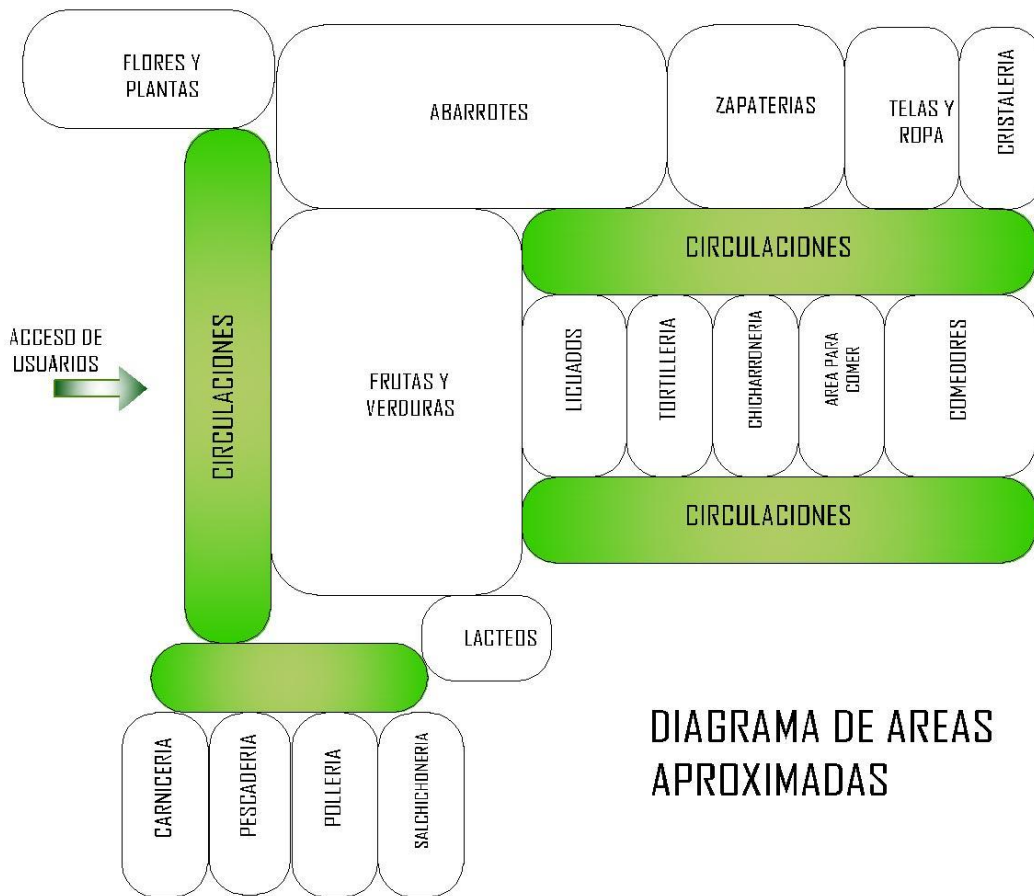 FLORES Y
PLANTAS
ABARROTES
ZAPATERIAS
TELAS Y
ROPA
CRISTALERIA
CIRCULACIONES
ACCESO DE
USUÁRIOS
CIRCULACIONES
FRUTAS Y
VERDURAS
LICUADOS
TORTILLERIA
CHICHARRONERIA
AREA PARA
COMER
COMEDORES
CIRCULACIONES
LACTEOS
CARNICERIA
PESCADERIA
POLLERIA
SALCHICHONERIA
DIAGRAMA DE AREAS
APROXIMADAS